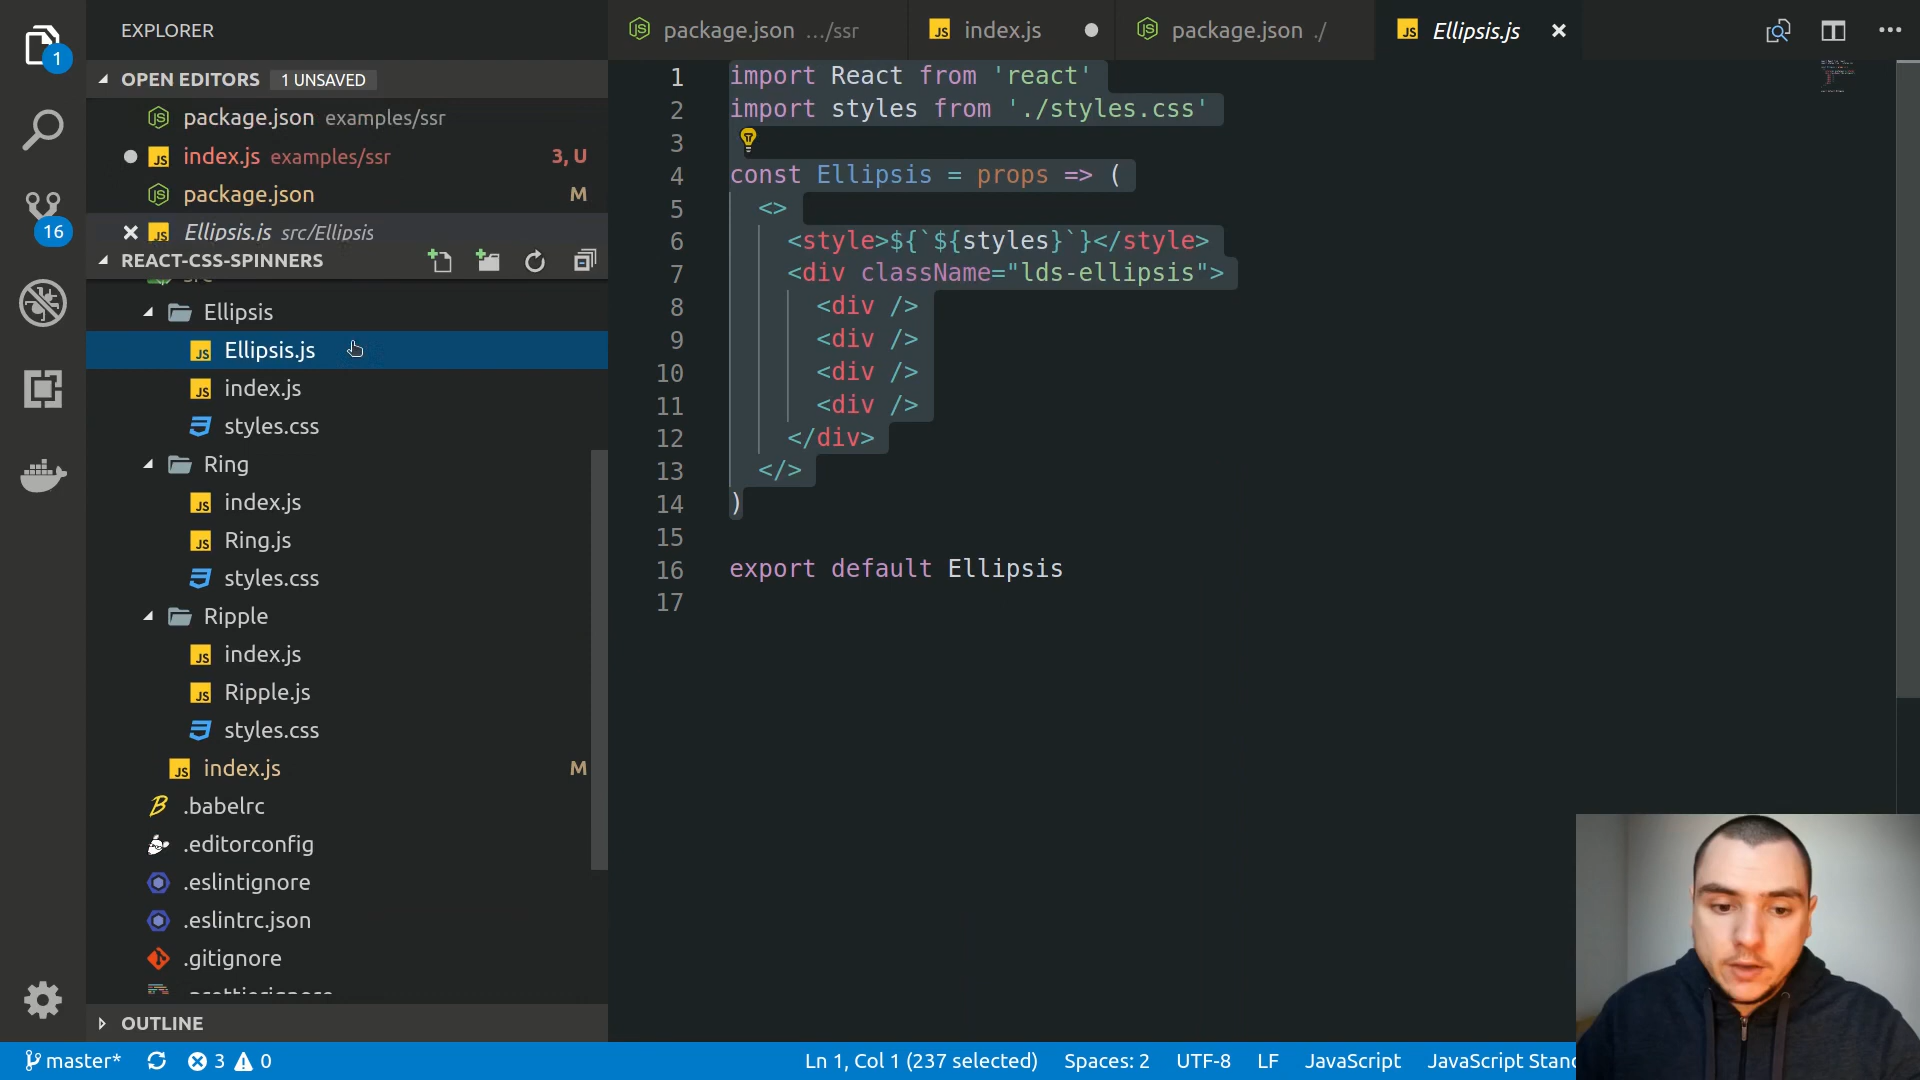 EXPLORER
OPEN EDITORS 1 UNSAVED
package.json examples/ssr
index.js examples/ssr 3, U
package.json M
Ellipsis.js src/Ellipsis
REACT-CSS-SPINNERS
src
Ellipsis
Ellipsis.js
index.js
styles.css
Ring
index.js
Ring.js
styles.css
Ripple
index.js
Ripple.js
styles.css
index.js M
.babelrc
.editorconfig
.eslintignore
.eslintrc.json
.gitignore
.prettierignore
OUTLINE
1
16
package.json .../ssr
index.js
package.json ./
Ellipsis.js
1 import React from 'react'
2 import styles from './styles.css'
3
4 const Ellipsis = props => (
5 <>
6 <style>${`${styles}`}</style>
7 <div className="lds-ellipsis">
8 <div />
9 <div />
10 <div />
11 <div />
12 </div>
13 </>
14 )
15
16 export default Ellipsis
17
master* 3 0 Ln 1, Col 1 (237 selected) Spaces: 2 UTF-8 LF JavaScript JavaScript Stanc